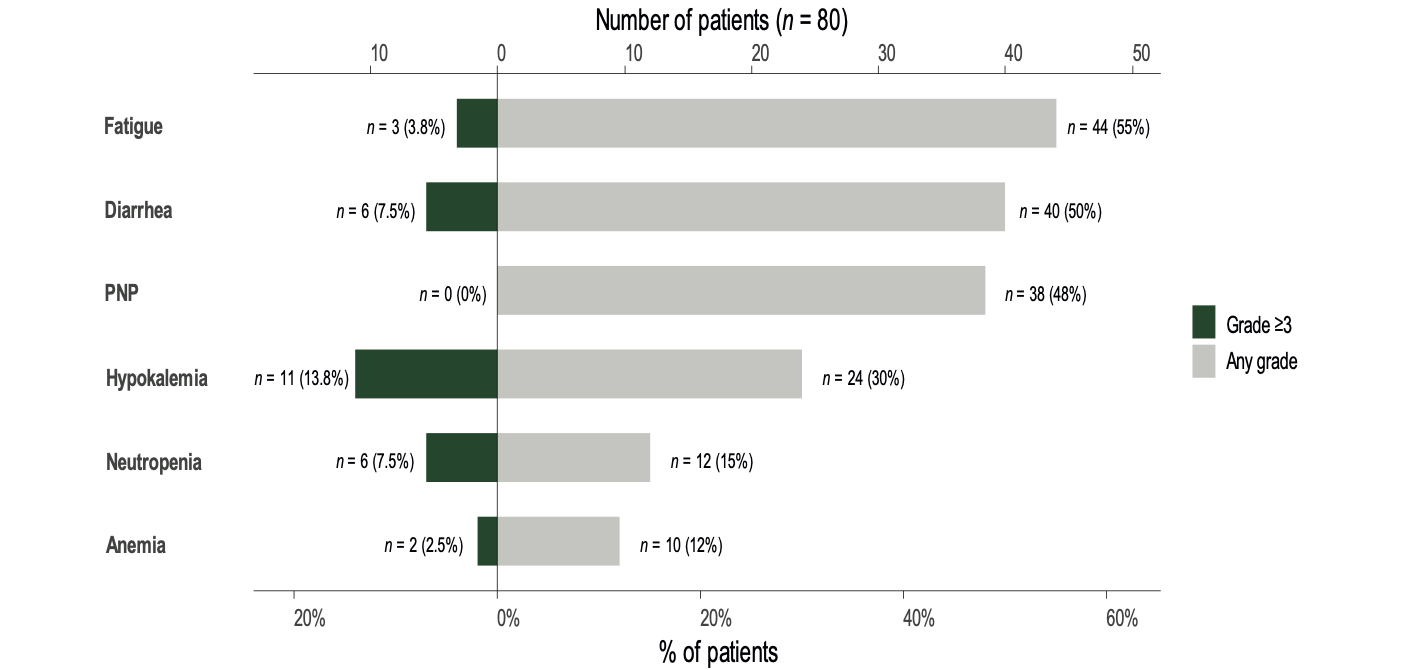 Number of patients (n = 80)
10 0 10 20 30 40 50
Fatigue n = 3 (3.8%) n = 44 (55%)
Diarrhea n = 6 (7.5%) n = 40 (50%)
PNP n = 0 (0%) n = 38 (48%)
Grade ≥3
Any grade
Hypokalemia n = 11 (13.8%) n = 24 (30%)
Neutropenia n = 6 (7.5%) n = 12 (15%)
Anemia n = 2 (2.5%) n = 10 (12%)
20% 0% 20% 40% 60%
% of patients